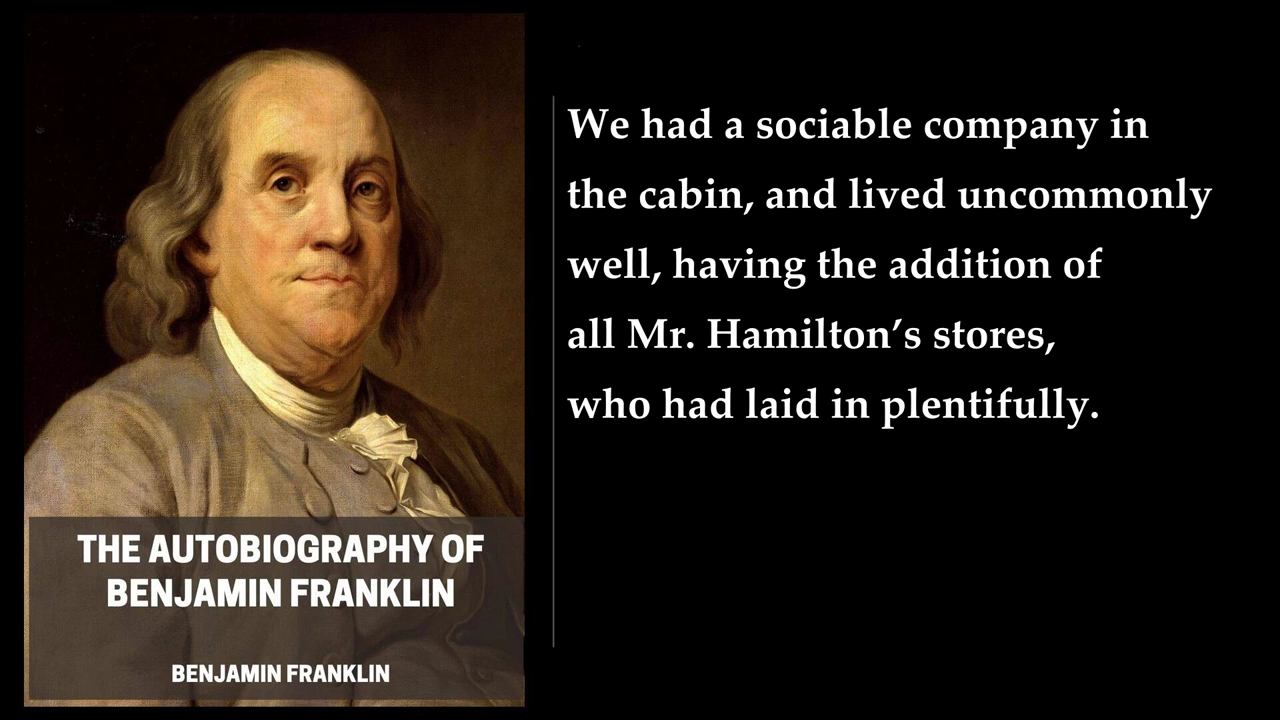 We had a sociable company in
the cabin, and lived uncommonly
well, having the addition of
all Mr. Hamilton’s stores,
who had laid in plentifully.
THE AUTOBIOGRAPHY OF
BENJAMIN FRANKLIN
BENJAMIN FRANKLIN